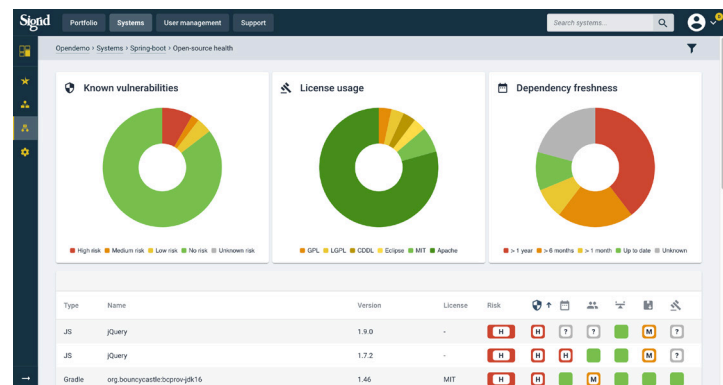 Sigrid Portfolio Systems User management Support Search systems...
Opendemo > Systems > Spring-boot > Open-source health
Known vulnerabilities
High risk Medium risk Low risk No risk Unknown risk
License usage
GPL LGPL CDDL Eclipse MIT Apache
Dependency freshness
> 1 year > 6 months > 1 month Up to date Unknown
Type Name Version License Risk
JS jQuery 1.9.0 - H H ? ? M ?
JS jQuery 1.7.2 - H H H M ?
Gradle org.bouncycastle:bcprov-jdk16 1.46 MIT H H M